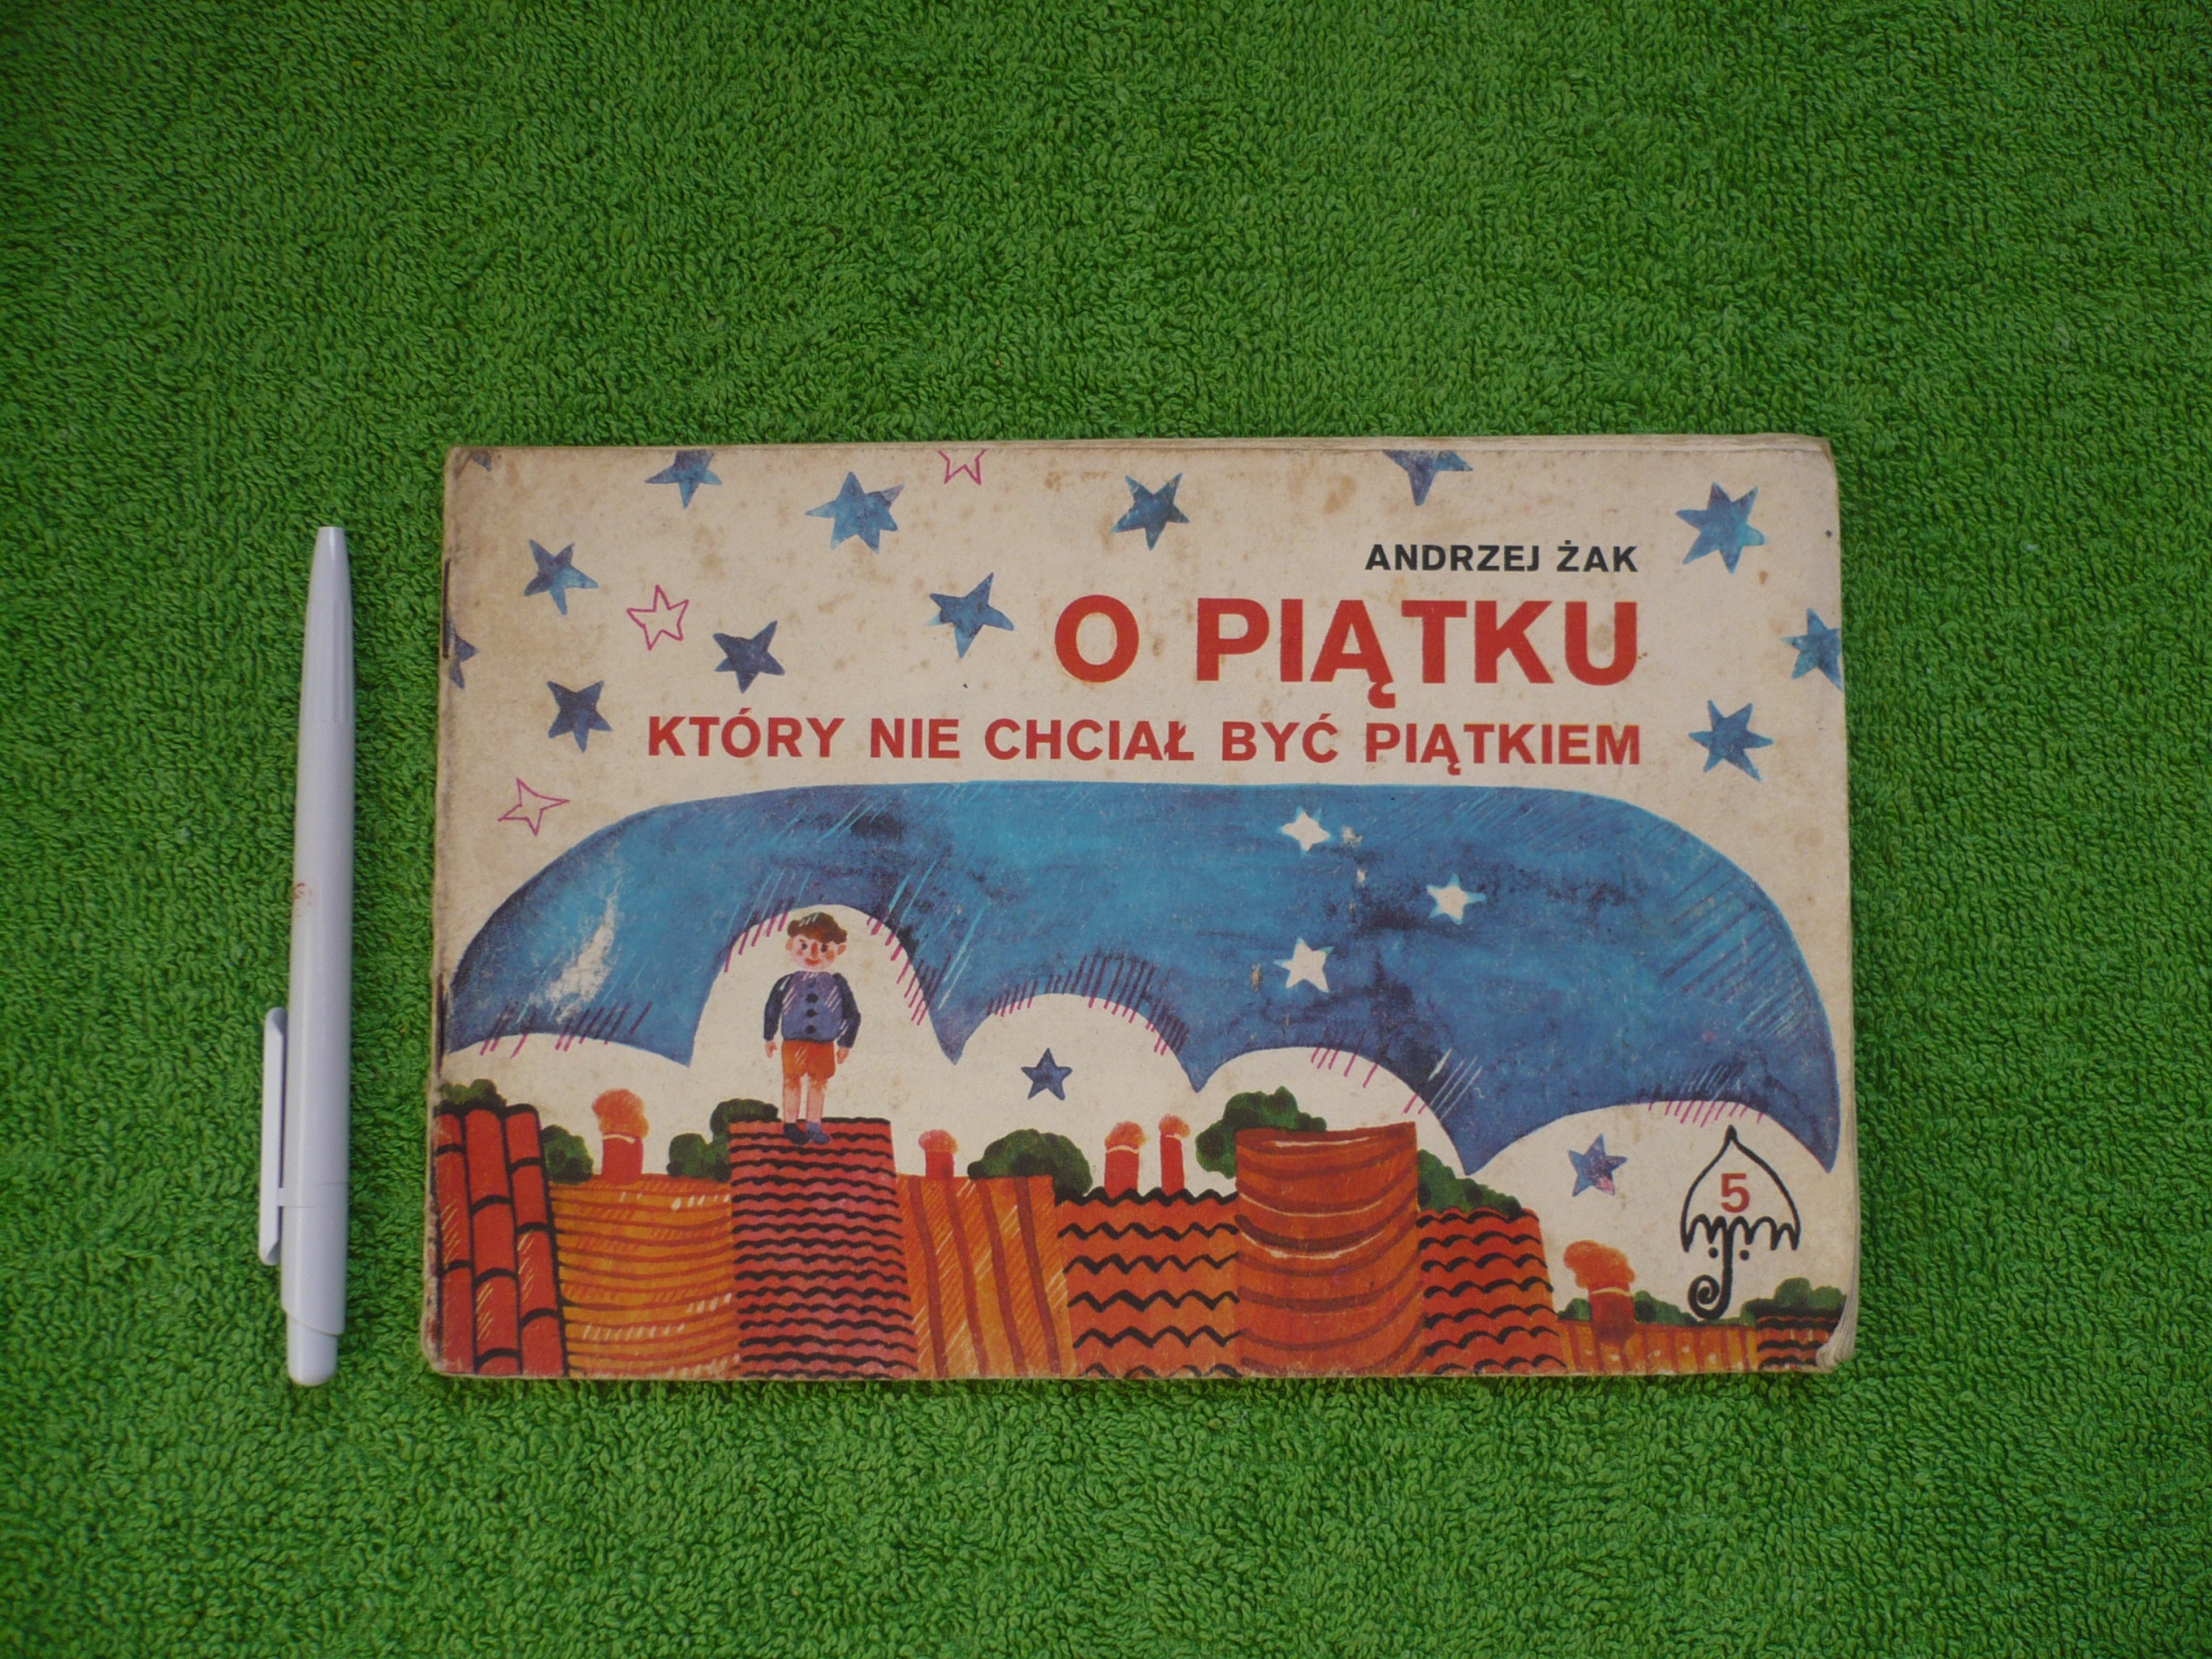 ANDRZEJ ŻAK
O PIĄTKU
KTÓRY NIE CHCIAŁ BYĆ PIĄTKIEM
5